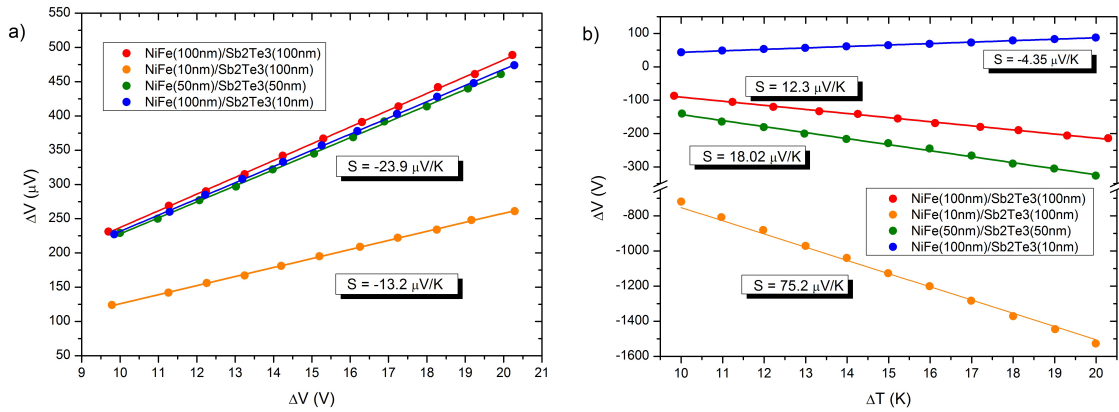 a)
500
450
400
350
300
250
200
150
100
50
ΔV (μV)
NiFe(100nm)/Sb2Te3(100nm)
NiFe(10nm)/Sb2Te3(100nm)
NiFe(50nm)/Sb2Te3(50nm)
NiFe(100nm)/Sb2Te3(10nm)
S = -23.9 μV/K
S = -13.2 μV/K
9 10 11 12 13 14 15 16 17 18 19 20 21
ΔV (V)
b)
100
0
-100
-200
-300
-800
-1000
-1200
-1400
-1600
ΔV (V)
S = -4.35 μV/K
S = 12.3 μV/K
S = 18.02 μV/K
NiFe(100nm)/Sb2Te3(100nm)
NiFe(10nm)/Sb2Te3(100nm)
NiFe(50nm)/Sb2Te3(50nm)
NiFe(100nm)/Sb2Te3(10nm)
S = 75.2 μV/K
10 11 12 13 14 15 16 17 18 19 20
ΔT (K)